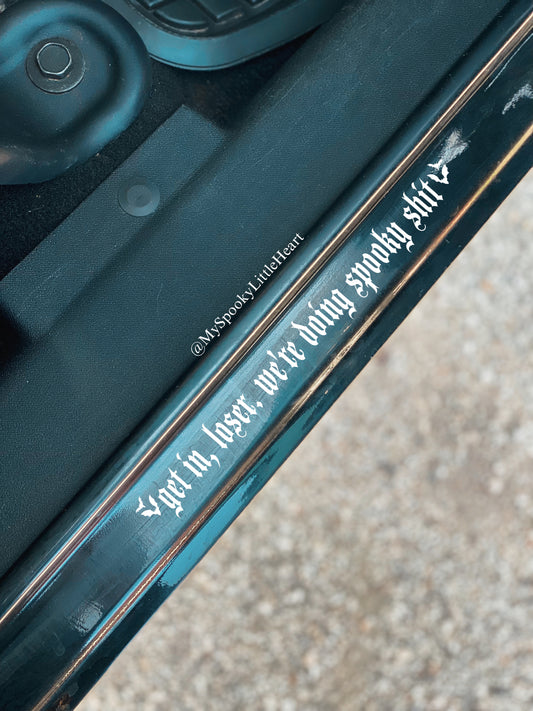 @MySpookyLittleHeart
get in, loser, we're doing spooky shit